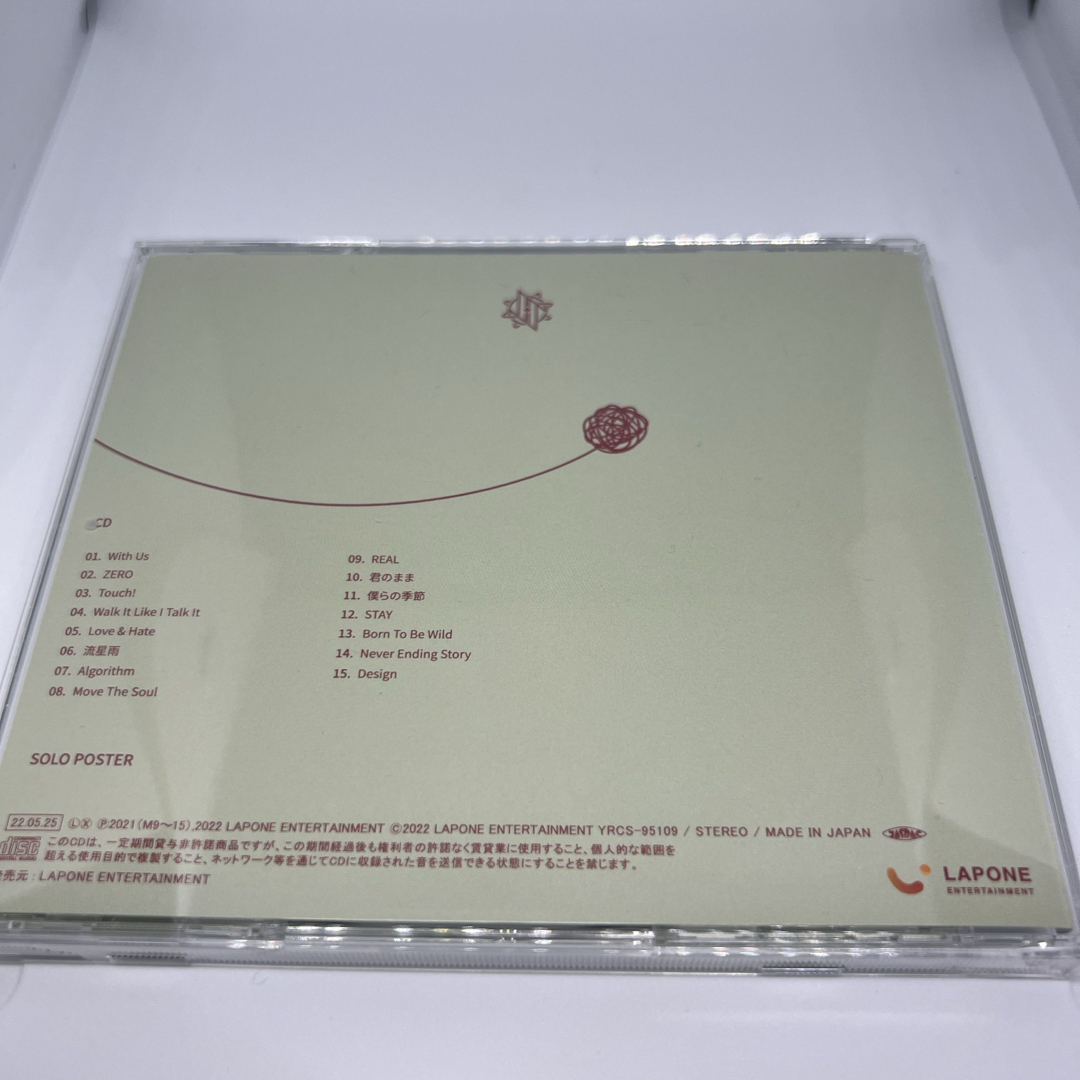 CD
01. With Us
02. ZERO
03. Touch!
04. Walk It Like I Talk It
05. Love & Hate
06. 流星雨
07. Algorithm
08. Move The Soul
09. REAL
10. 君のまま
11. 僕らの季節
12. STAY
13. Born To Be Wild
14. Never Ending Story
15. Design
SOLO POSTER
22.05.25 Ⓛ Ⓧ Ⓟ2021(M9～15),2022 LAPONE ENTERTAINMENT ©2022 LAPONE ENTERTAINMENT YRCS-95109 / STEREO / MADE IN JAPAN
disc
このCDは、一定期間貸与非許諾商品ですが、この期間経過後も権利者の許諾なく賃貸業に使用すること、個人的な範囲を
超える使用目的で複製すること、ネットワーク等を通じてCDに収録された音を送信できる状態にすることを禁じます。
売元：LAPONE ENTERTAINMENT
LAPONE
ENTERTAINMENT